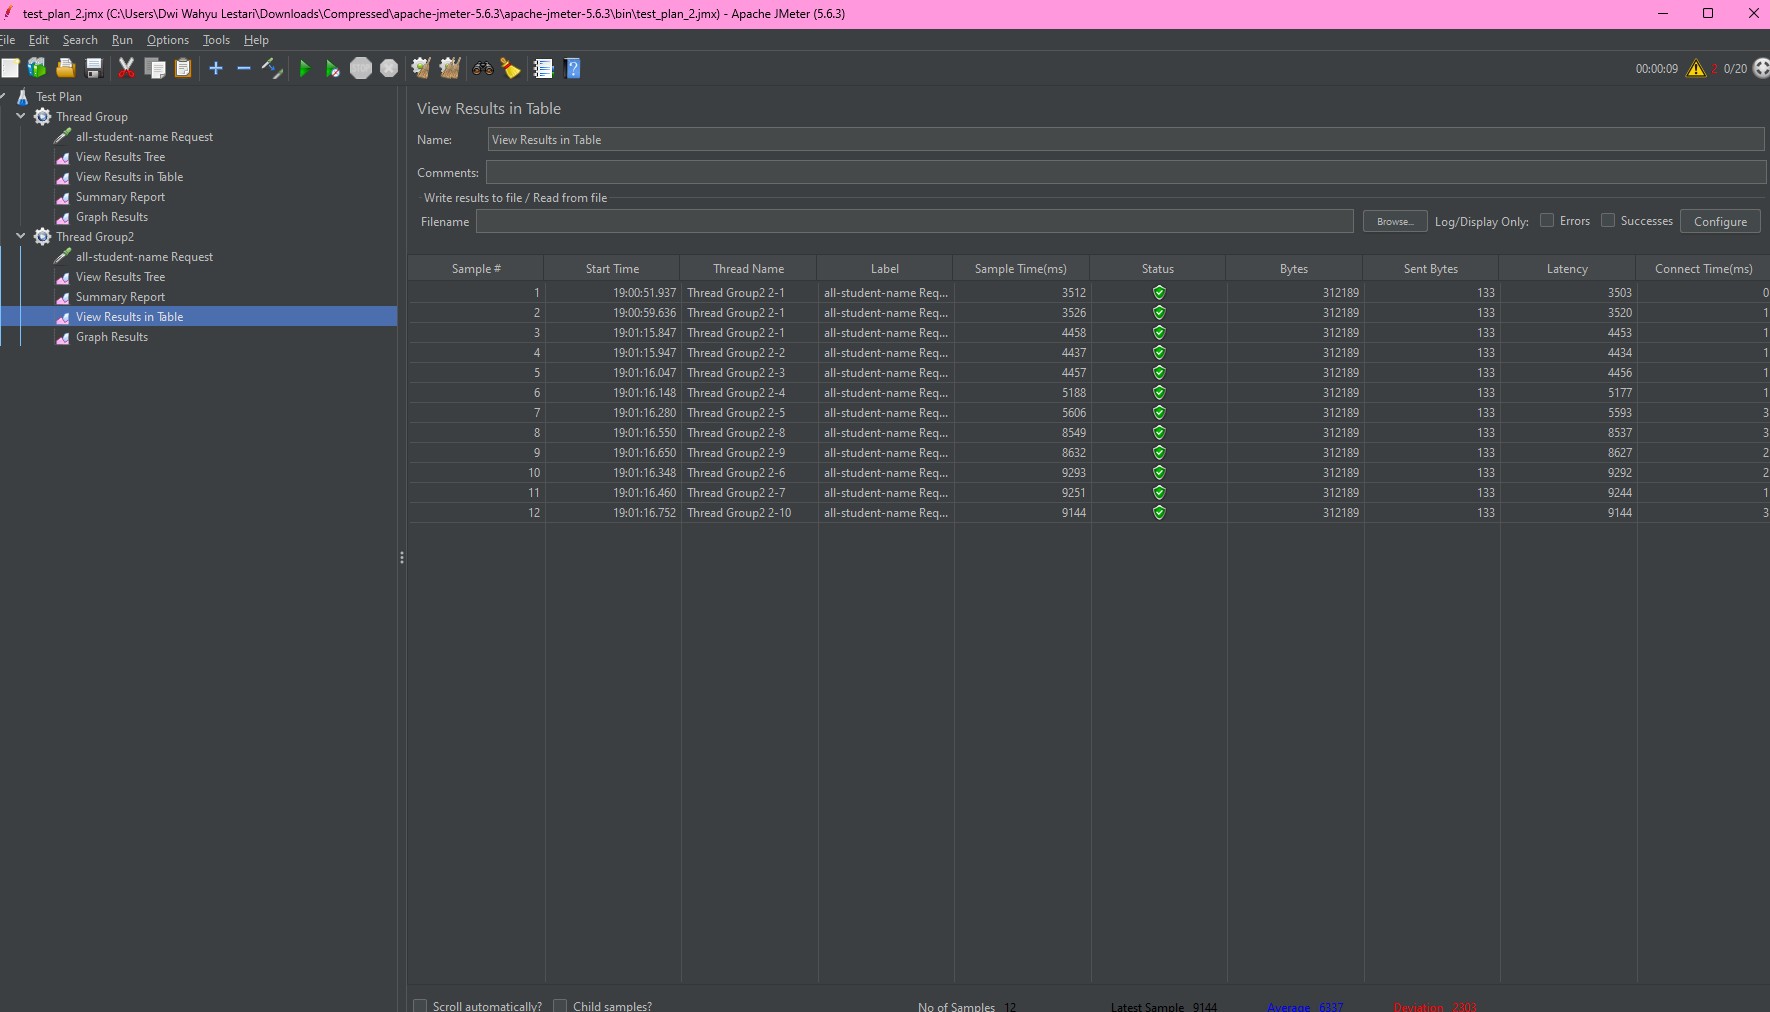 test_plan_2.jmx (C:\Users\Dwi Wahyu Lestari\Downloads\Compressed\apache-jmeter-5.6.3\apache-jmeter-5.6.3\bin\test_plan_2.jmx) - Apache JMeter (5.6.3)
File Edit Search Run Options Tools Help
00:00:09 2 0/20
Test Plan
Thread Group
all-student-name Request
View Results Tree
View Results in Table
Summary Report
Graph Results
Thread Group2
all-student-name Request
View Results Tree
Summary Report
View Results in Table
Graph Results
View Results in Table
Name: View Results in Table
Comments:
Write results to file / Read from file
Filename Browse... Log/Display Only: Errors Successes Configure
Sample # Start Time Thread Name Label Sample Time(ms) Status Bytes Sent Bytes Latency Connect Time(ms)
1 19:00:51.937 Thread Group2 2-1 all-student-name Req... 3512 312189 133 3503 0
2 19:00:59.636 Thread Group2 2-1 all-student-name Req... 3526 312189 133 3520 1
3 19:01:15.847 Thread Group2 2-1 all-student-name Req... 4458 312189 133 4453 1
4 19:01:15.947 Thread Group2 2-2 all-student-name Req... 4437 312189 133 4434 1
5 19:01:16.047 Thread Group2 2-3 all-student-name Req... 4457 312189 133 4456 1
6 19:01:16.148 Thread Group2 2-4 all-student-name Req... 5188 312189 133 5177 1
7 19:01:16.280 Thread Group2 2-5 all-student-name Req... 5606 312189 133 5593 3
8 19:01:16.550 Thread Group2 2-8 all-student-name Req... 8549 312189 133 8537 3
9 19:01:16.650 Thread Group2 2-9 all-student-name Req... 8632 312189 133 8627 2
10 19:01:16.348 Thread Group2 2-6 all-student-name Req... 9293 312189 133 9292 2
11 19:01:16.460 Thread Group2 2-7 all-student-name Req... 9251 312189 133 9244 1
12 19:01:16.752 Thread Group2 2-10 all-student-name Req... 9144 312189 133 9144 3
Scroll automatically? Child samples? No of Samples 12 Latest Sample 9144 Average 6337 Deviation 2303